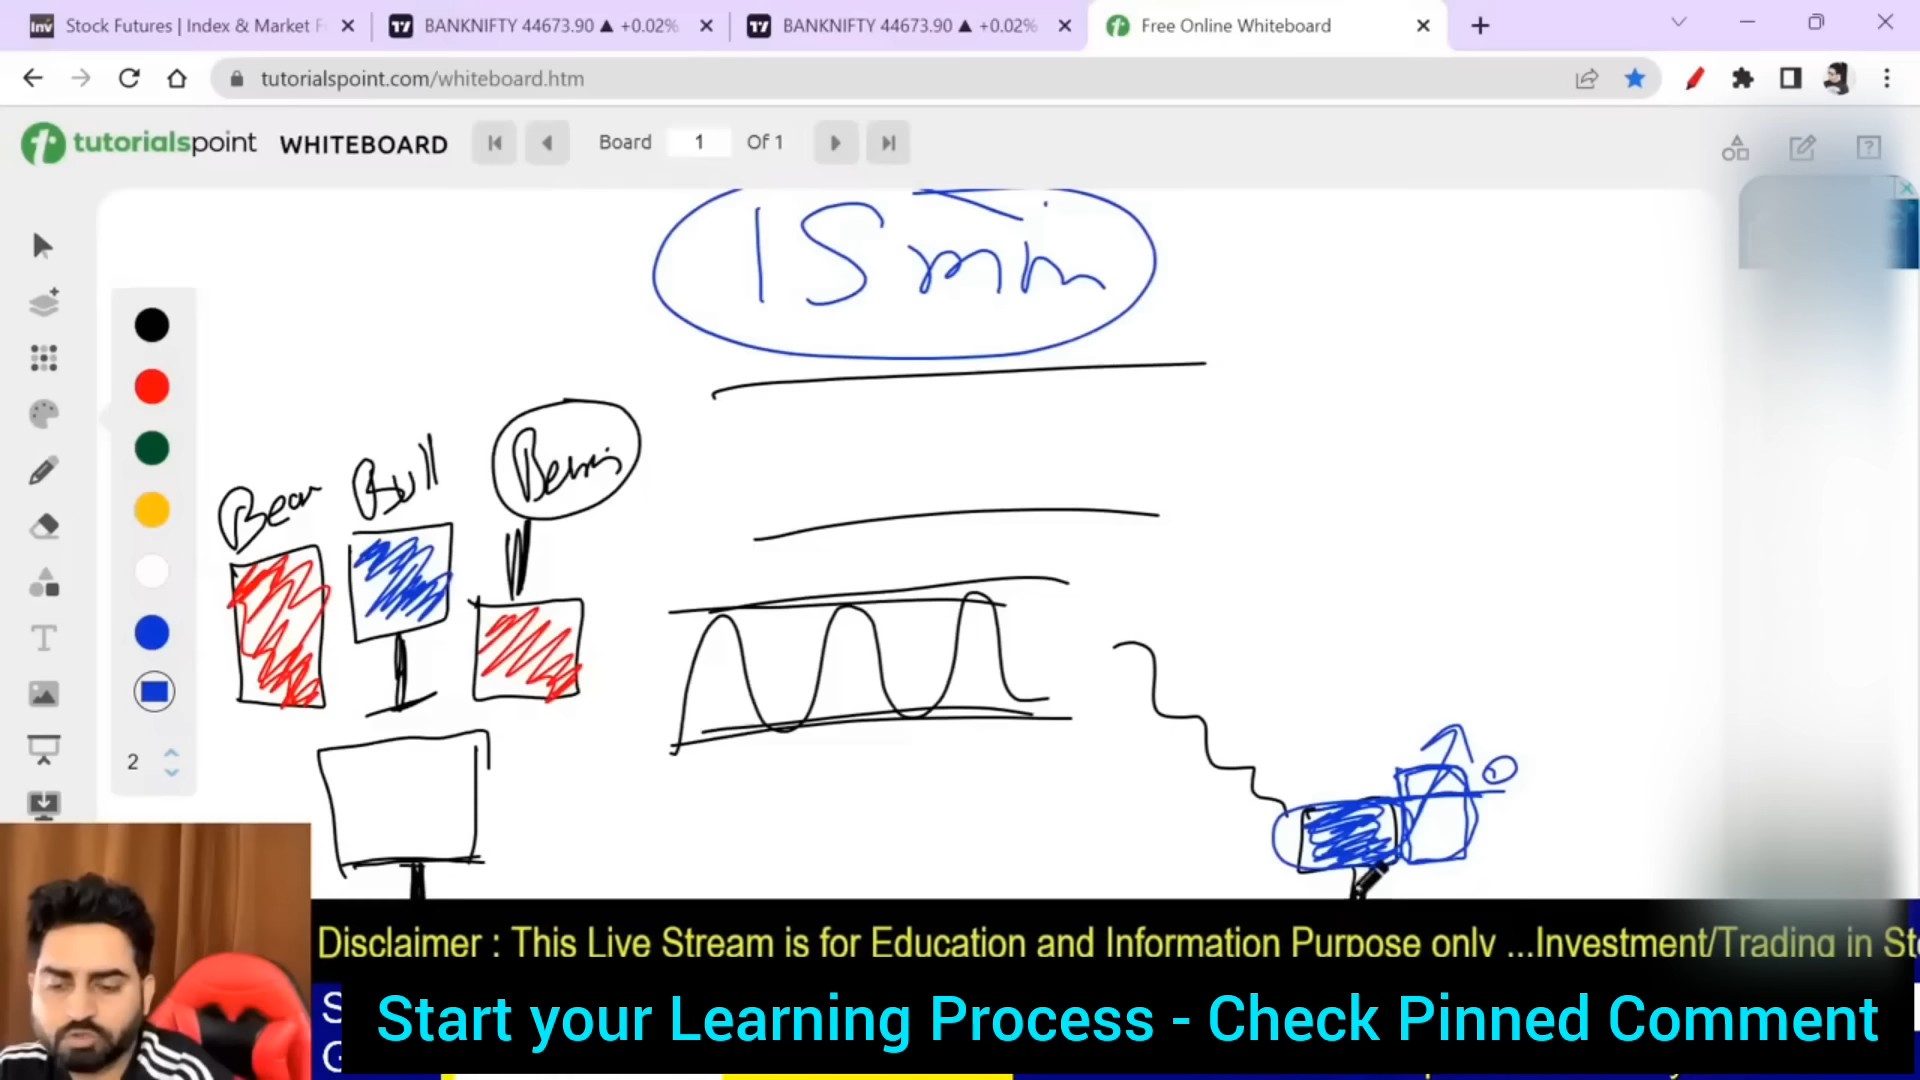 Stock Futures | Index & Market F
BANKNIFTY 44673.90 ▲ +0.02%
BANKNIFTY 44673.90 ▲ +0.02%
Free Online Whiteboard
tutorialspoint.com/whiteboard.htm
tutorialspoint WHITEBOARD Board 1 Of 1
15 min
Bear Bull
2
Disclaimer : This Live Stream is for Education and Information Purpose only ...Investment/Trading in St
Start your Learning Process - Check Pinned Comment